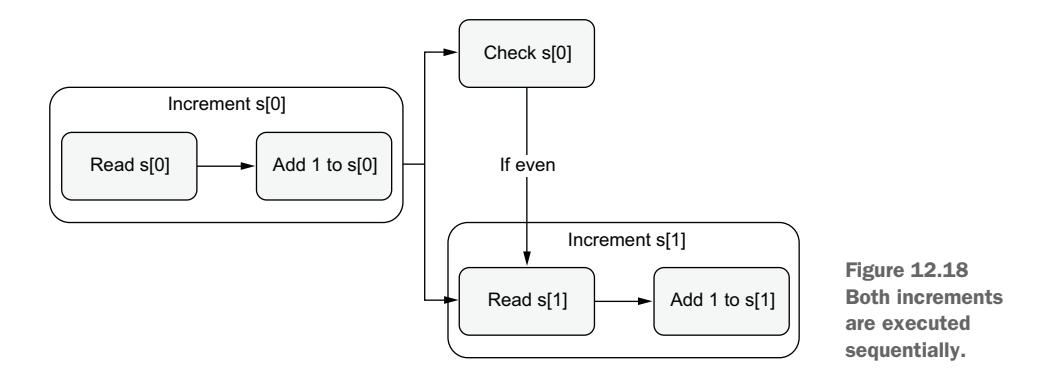 Check s[0]
Increment s[0]
Read s[0]
Add 1 to s[0]
If even
Increment s[1]
Read s[1]
Add 1 to s[1]
Figure 12.18
Both increments
are executed
sequentially.